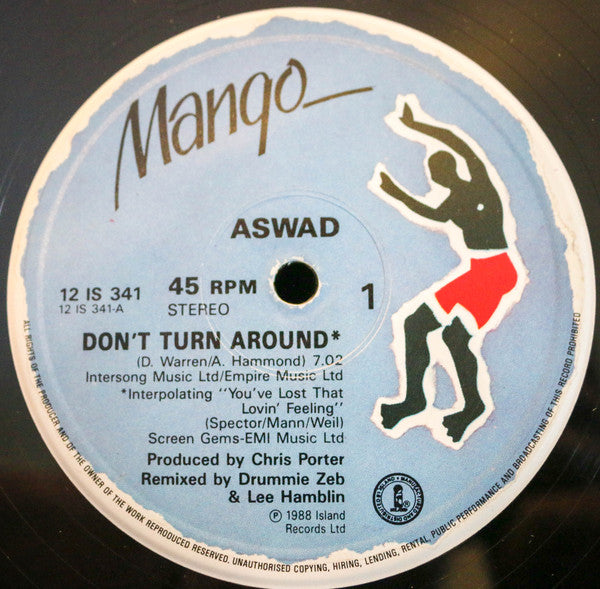 Mango
ASWAD
12 IS 341
12 IS 341-A
45 RPM
STEREO
1
DON'T TURN AROUND*
(D. Warren/A. Hammond) 7.02
Intersong Music Ltd/Empire Music Ltd
*Interpolating "You've Lost That
Lovin' Feeling"
(Spector/Mann/Weil)
Screen Gems-EMI Music Ltd
Produced by Chris Porter
Remixed by Drummie Zeb
& Lee Hamblin
℗ 1988 Island
Records Ltd
ALL RIGHTS OF THE PRODUCER AND OF THE OWNER OF THE WORK REPRODUCED RESERVED. UNAUTHORISED COPYING, HIRING, LENDING, RENTAL, PUBLIC PERFORMANCE AND BROADCASTING OF THIS RECORD PROHIBITED